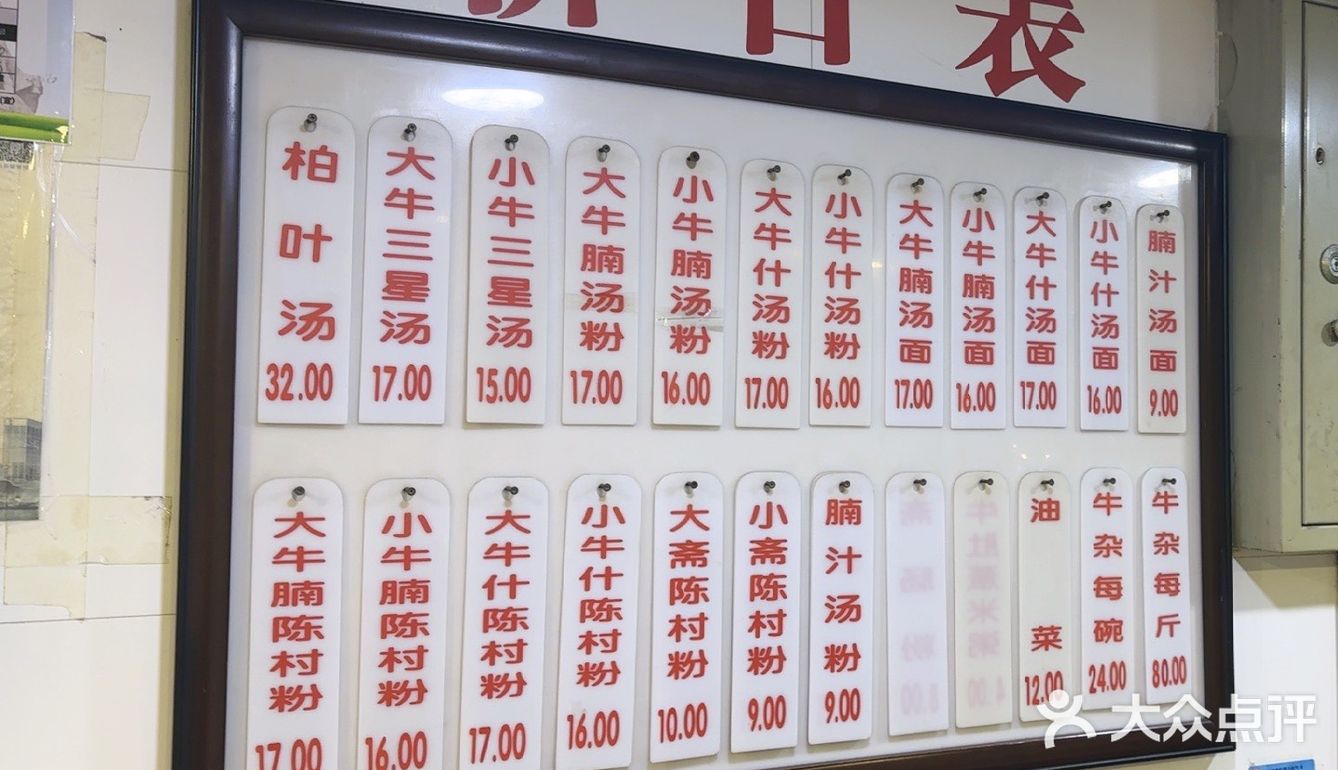 价目表
柏叶汤 32.00
大牛三星汤 17.00
小牛三星汤 15.00
大牛腩汤粉 17.00
小牛腩汤粉 16.00
大牛什汤粉 17.00
小牛什汤粉 16.00
大牛腩汤面 17.00
小牛腩汤面 16.00
大牛什汤面 17.00
小牛什汤面 16.00
腩汁汤面 9.00
大牛腩陈村粉 17.00
小牛腩陈村粉 16.00
大牛什陈村粉 17.00
小牛什陈村粉 16.00
大斋陈村粉 10.00
小斋陈村粉 9.00
腩汁汤粉 9.00
油菜 12.00
牛杂每碗 24.00
牛杂每斤 80.00
大众点评